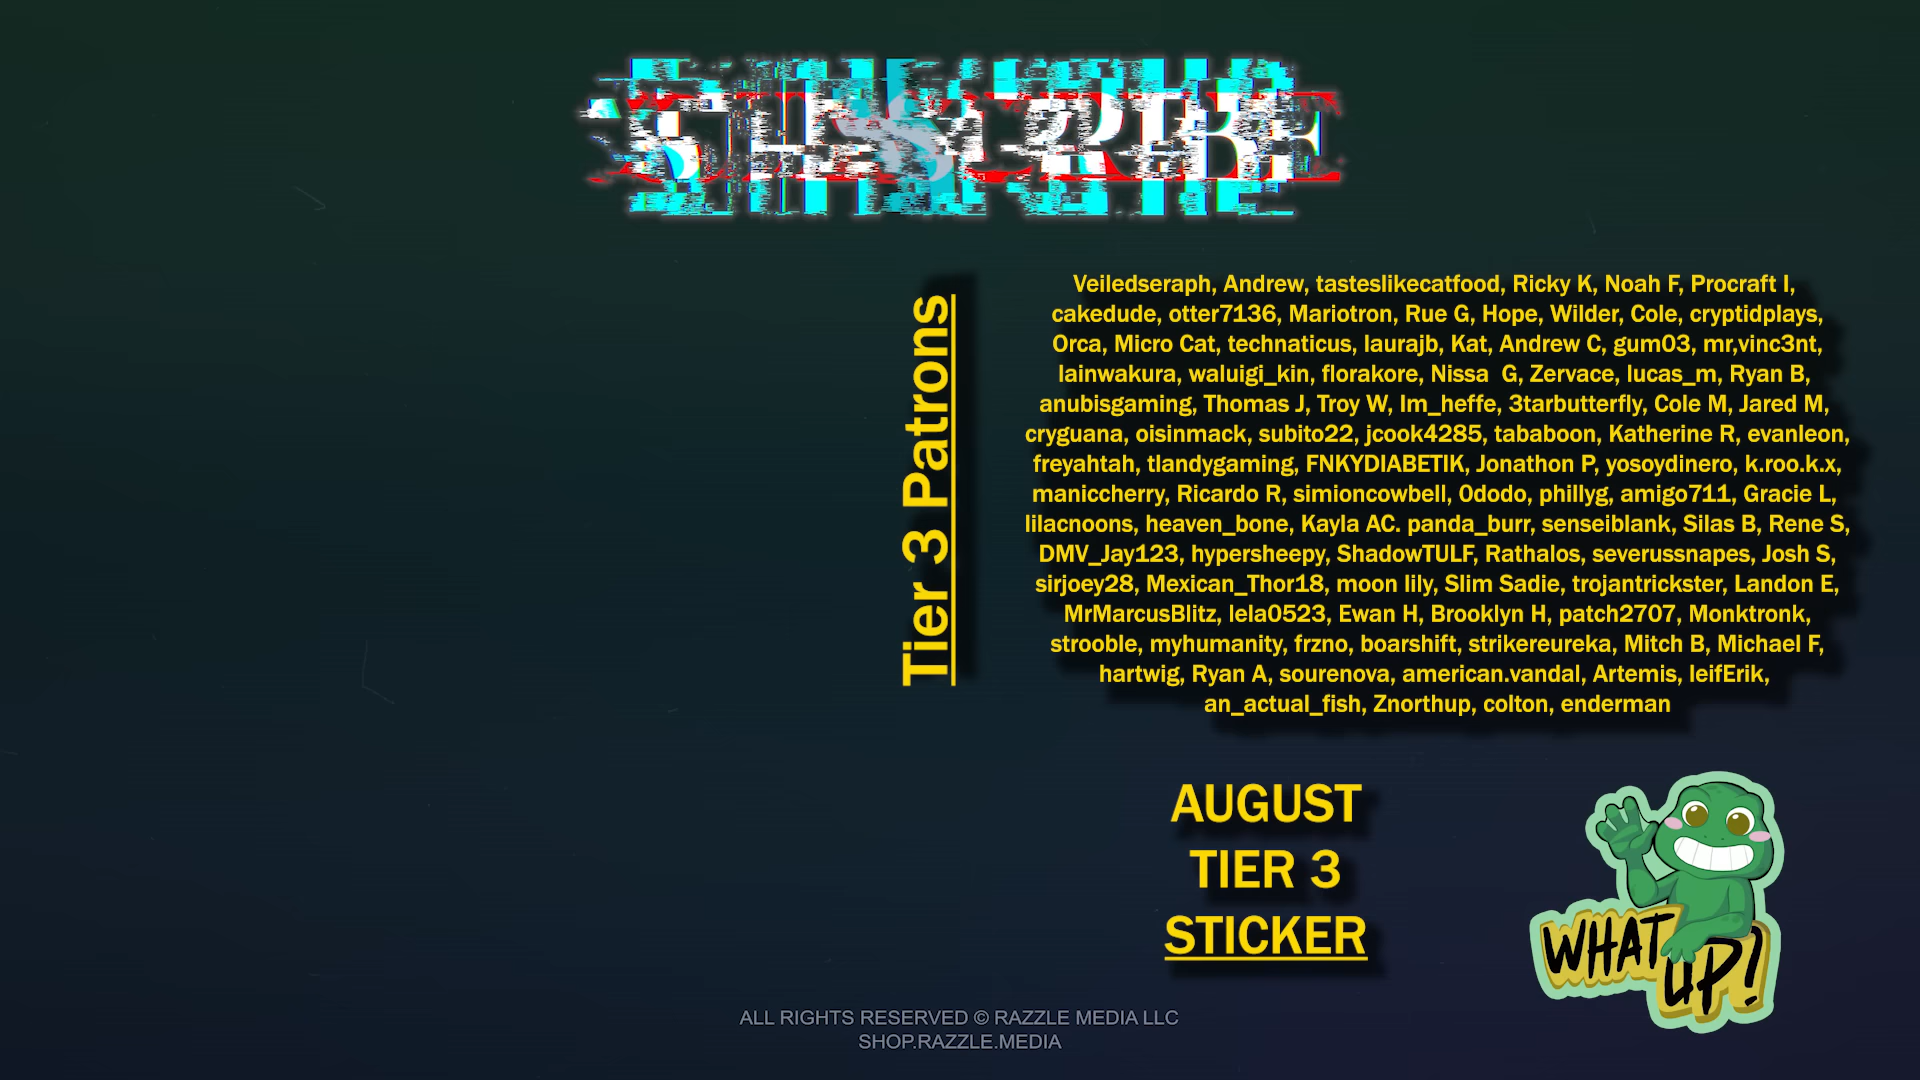 Tier 3 Patrons
Veiledseraph, Andrew, tasteslikecatfood, Ricky K, Noah F, Procraft I,
cakedude, otter7136, Mariotron, Rue G, Hope, Wilder, Cole, cryptidplays,
Orca, Micro Cat, technaticus, laurajb, Kat, Andrew C, gum03, mr,vinc3nt,
lainwakura, waluigi_kin, florakore, Nissa  G, Zervace, lucas_m, Ryan B,
anubisgaming, Thomas J, Troy W, Im_heffe, 3tarbutterfly, Cole M, Jared M,
cryguana, oisinmack, subito22, jcook4285, tababoon, Katherine R, evanleon,
freyahtah, tlandygaming, FNKYDIABETIK, Jonathon P, yosoydinero, k.roo.k.x,
maniccherry, Ricardo R, simioncowbell, 0dodo, phillyg, amigo711, Gracie L,
lilacnoons, heaven_bone, Kayla AC. panda_burr, senseiblank, Silas B, Rene S,
DMV_Jay123, hypersheepy, ShadowTULF, Rathalos, severussnapes, Josh S,
sirjoey28, Mexican_Thor18, moon lily, Slim Sadie, trojantrickster, Landon E,
MrMarcusBlitz, lela0523, Ewan H, Brooklyn H, patch2707, Monktronk,
strooble, myhumanity, frzno, boarshift, strikereureka, Mitch B, Michael F,
hartwig, Ryan A, sourenova, american.vandal, Artemis, leifErik,
an_actual_fish, Znorthup, colton, enderman
AUGUST
TIER 3
STICKER
WHAT
UP?
ALL RIGHTS RESERVED © RAZZLE MEDIA LLC
SHOP.RAZZLE.MEDIA